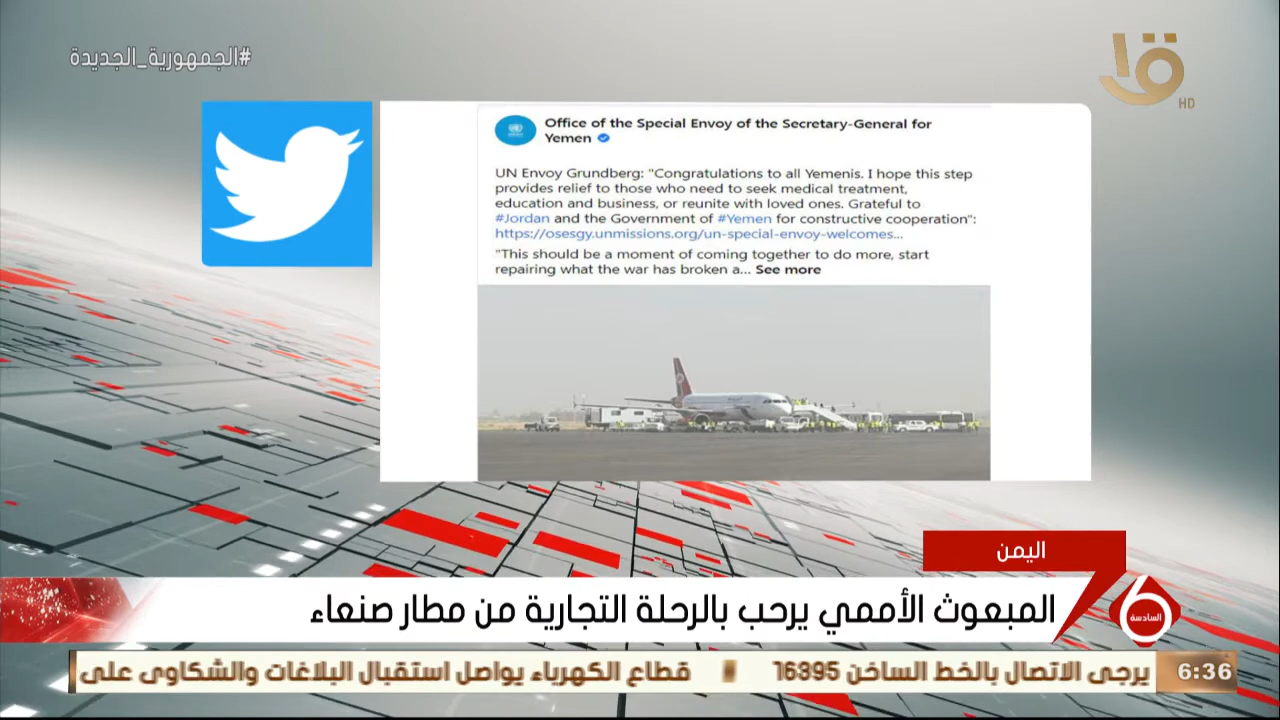 #الجمهورية_الجديدة
HD
Office of the Special Envoy of the Secretary-General for
Yemen
UN Envoy Grundberg: "Congratulations to all Yemenis. I hope this step
provides relief to those who need to seek medical treatment,
education and business, or reunite with loved ones. Grateful to
#Jordan and the Government of #Yemen for constructive cooperation":
https://osesgy.unmissions.org/un-special-envoy-welcomes...
"This should be a moment of coming together to do more, start
repairing what the war has broken a... See more
اليمن
المبعوث الأممي يرحب بالرحلة التجارية من مطار صنعاء
السادسة
6:36
يرجى الاتصال بالخط الساخن 16395 قطاع الكهرباء يواصل استقبال البلاغات والشكاوى على